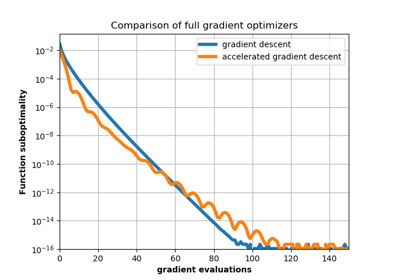 Comparison of full gradient optimizers
gradient descent
accelerated gradient descent
Function suboptimality
10⁻²
10⁻⁴
10⁻⁶
10⁻⁸
10⁻¹⁰
10⁻¹²
10⁻¹⁴
10⁻¹⁶
0 20 40 60 80 100 120 140
gradient evaluations